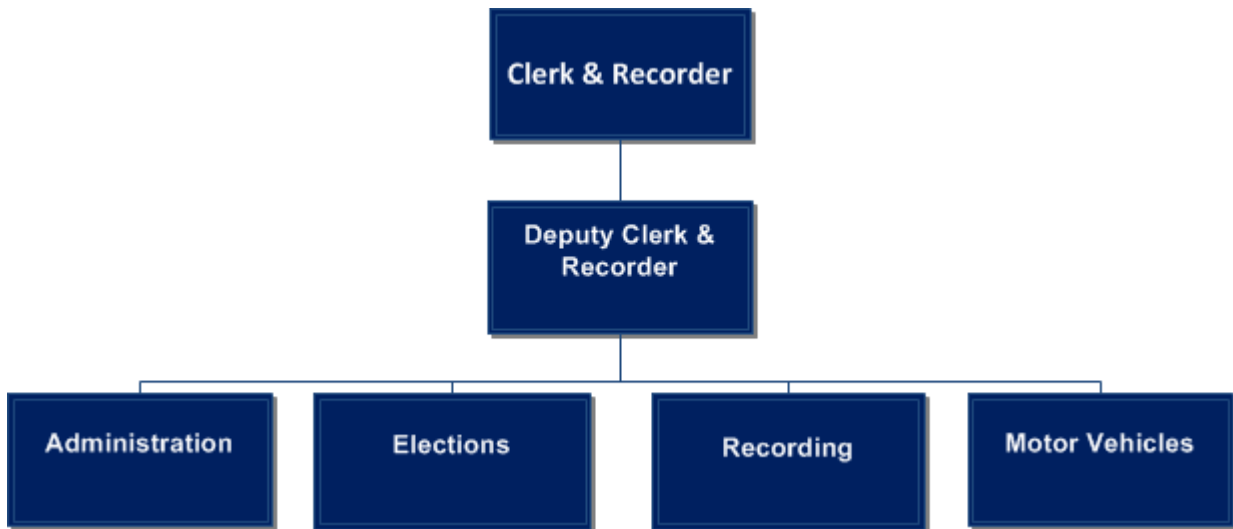 Clerk & Recorder
Deputy Clerk &
Recorder
Administration
Elections
Recording
Motor Vehicles